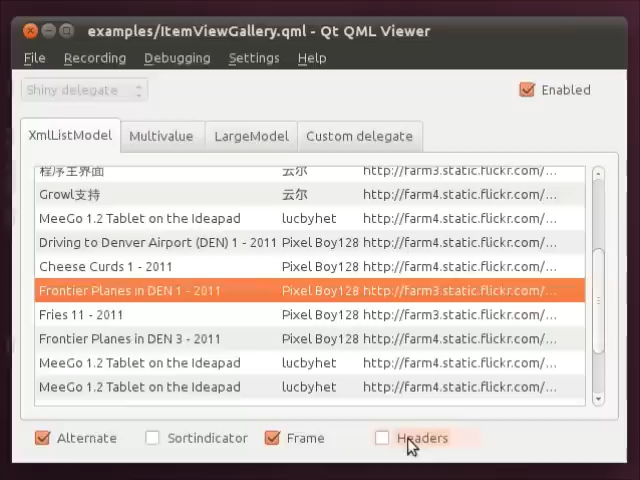 examples/ItemViewGallery.qml - Qt QML Viewer
File Recording Debugging Settings Help
Shiny delegate Enabled
XmlListModel Multivalue LargeModel Custom delegate
程序主界面 云尔 http://farm3.static.flickr.com/...
Growl支持 云尔 http://farm4.static.flickr.com/...
MeeGo 1.2 Tablet on the Ideapad lucbyhet http://farm4.static.flickr.com/...
Driving to Denver Airport (DEN) 1 - 2011 Pixel Boy128 http://farm4.static.flickr.com/...
Cheese Curds 1 - 2011 Pixel Boy128 http://farm4.static.flickr.com/...
Frontier Planes in DEN 1 - 2011 Pixel Boy128 http://farm3.static.flickr.com/...
Fries 11 - 2011 Pixel Boy128 http://farm4.static.flickr.com/...
Frontier Planes in DEN 3 - 2011 Pixel Boy128 http://farm4.static.flickr.com/...
MeeGo 1.2 Tablet on the Ideapad lucbyhet http://farm4.static.flickr.com/...
MeeGo 1.2 Tablet on the Ideapad lucbyhet http://farm4.static.flickr.com/...
Alternate Sortindicator Frame Headers